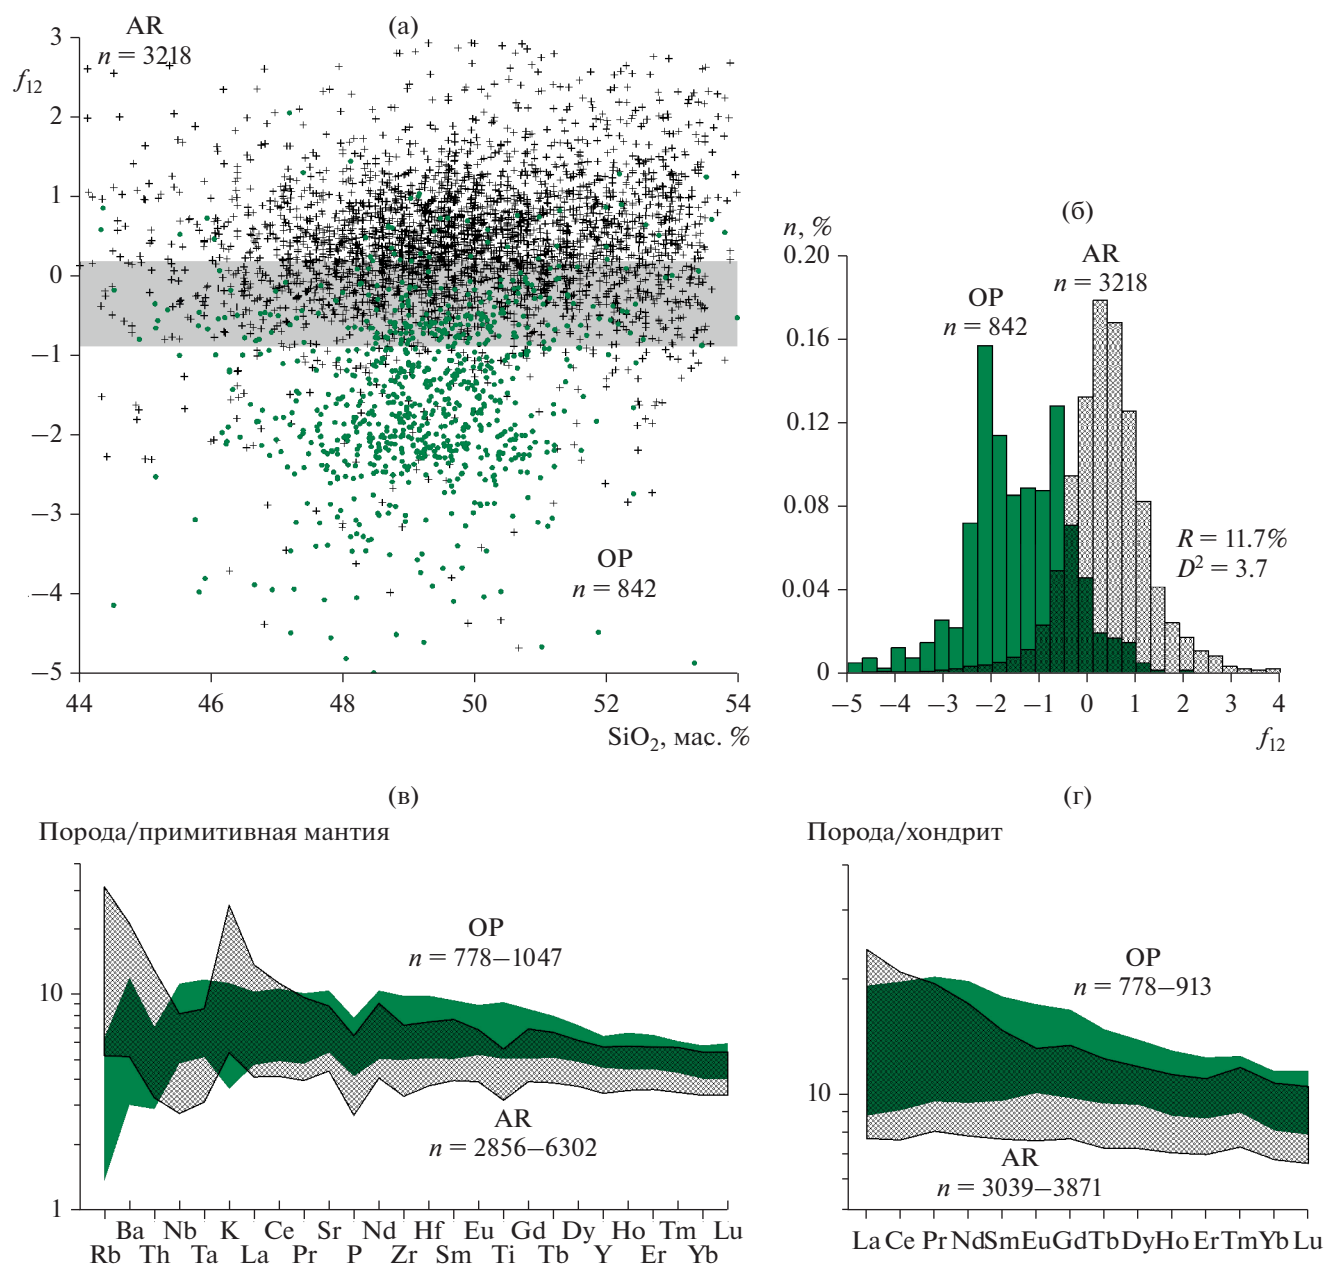 (а)
AR
n = 3218
f12
3
2
1
0
−1
−2
−3
−4
−5
OP
n = 842
44
46
48
50
52
54
SiO2, мас. %
(б)
n, %
0.20
0.16
0.12
0.08
0.04
0
AR
n = 3218
OP
n = 842
R = 11.7%
D2 = 3.7
−5 −4 −3 −2 −1 0 1 2 3 4
f12
(в)
Порода/примитивная мантия
10
1
OP
n = 778−1047
AR
n = 2856−6302
Ba Nb K Ce Sr Nd Hf Eu Gd Dy Ho Tm Lu
Rb Th Ta La Pr P Zr Sm Ti Tb Y Er Yb
(г)
Порода/хондрит
10
OP
n = 778−913
AR
n = 3039−3871
La Ce Pr Nd Sm Eu Gd Tb Dy Ho Er Tm Yb Lu